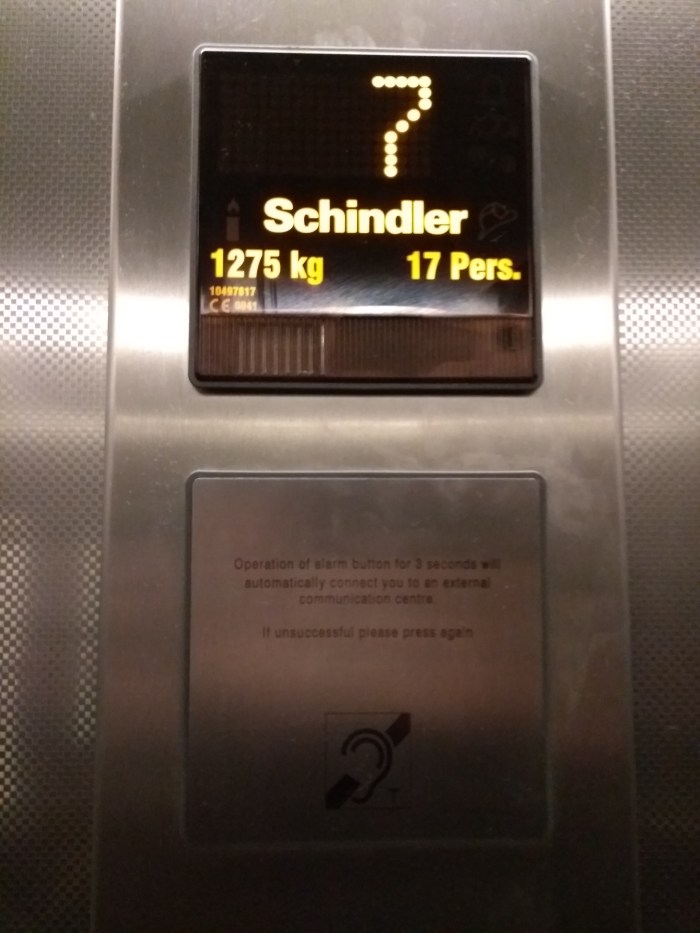 7
Schindler
1275 kg 17 Pers.
10497817
CE 0041
Operation of alarm button for 3 seconds will
automatically connect you to an external
communication centre.
If unsuccessful please press again
T